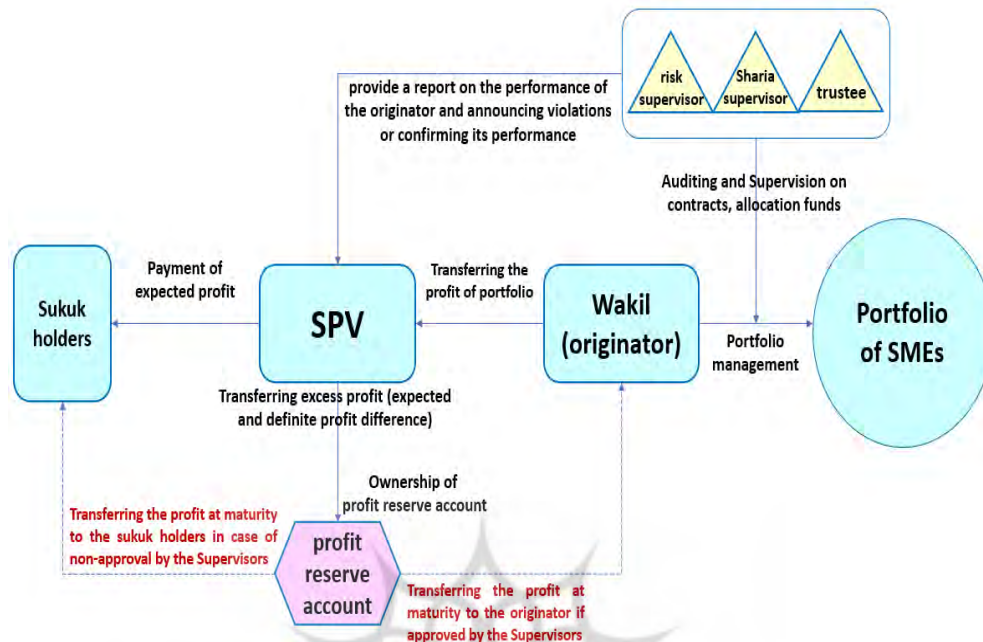 risk
supervisor
Sharia
supervisor
trustee
provide a report on the performance of
the originator and announcing violations
or confirming its performance
Auditing and Supervision on
contracts, allocation funds
Sukuk
holders
Payment of
expected profit
SPV
Transferring the
profit of portfolio
Wakil
(originator)
Portfolio
management
Portfolio
of SMEs
Transferring excess profit (expected
and definite profit difference)
Ownership of
profit reserve account
Transferring the profit at maturity
to the sukuk holders in case of
non-approval by the Supervisors
profit
reserve
account
Transferring the profit at
maturity to the originator if
approved by the Supervisors